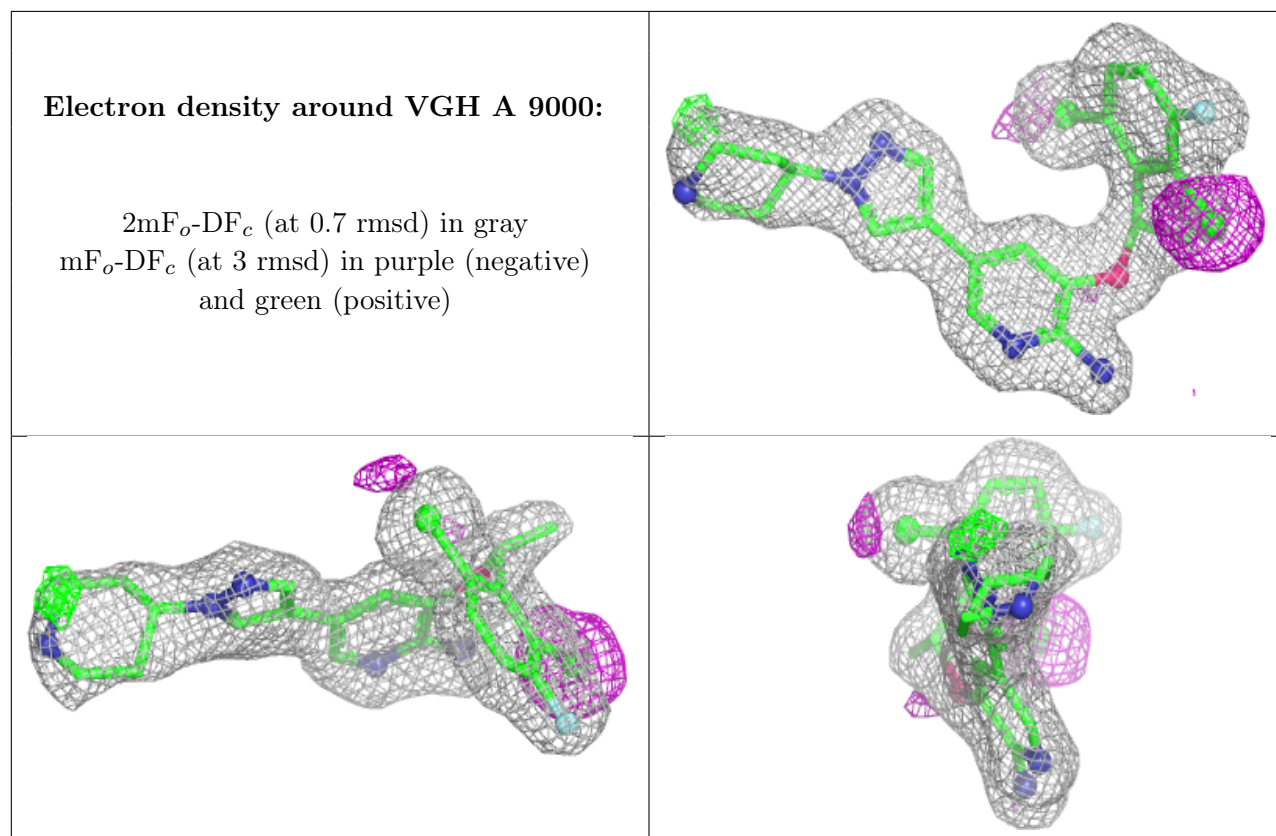 Electron density around VGH A 9000:
2mFo-DFc (at 0.7 rmsd) in gray
mFo-DFc (at 3 rmsd) in purple (negative)
and green (positive)